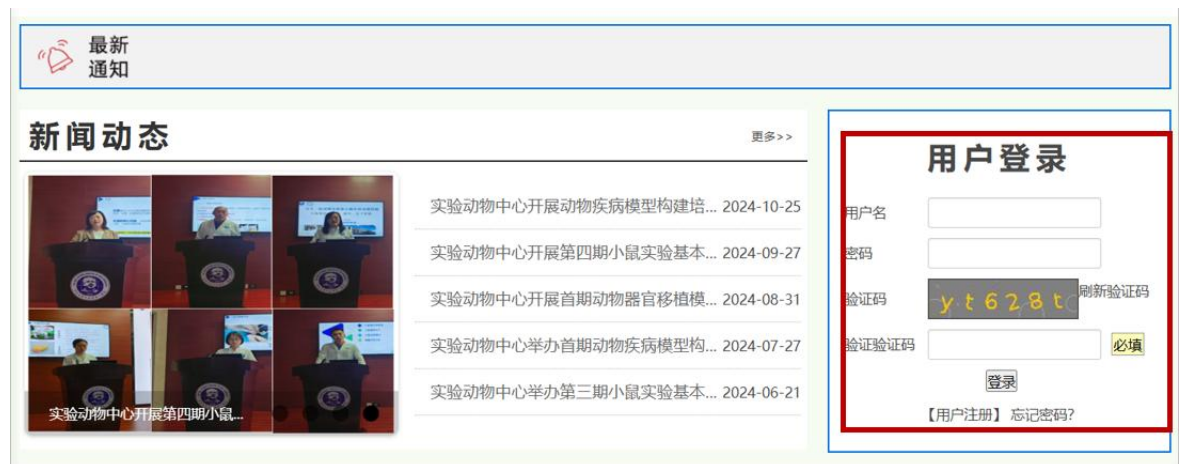 最新
通知
新闻动态
更多>>
实验动物中心开展动物疾病模型构建培... 2024-10-25
实验动物中心开展第四期小鼠实验基本... 2024-09-27
实验动物中心开展首期动物器官移植模... 2024-08-31
实验动物中心举办首期动物疾病模型构... 2024-07-27
实验动物中心举办第三期小鼠实验基本... 2024-06-21
实验动物中心开展第四期小鼠...
用户登录
用户名
密码
验证码 yt628t 刷新验证码
验证验证码 必填
登录
【用户注册】 忘记密码?